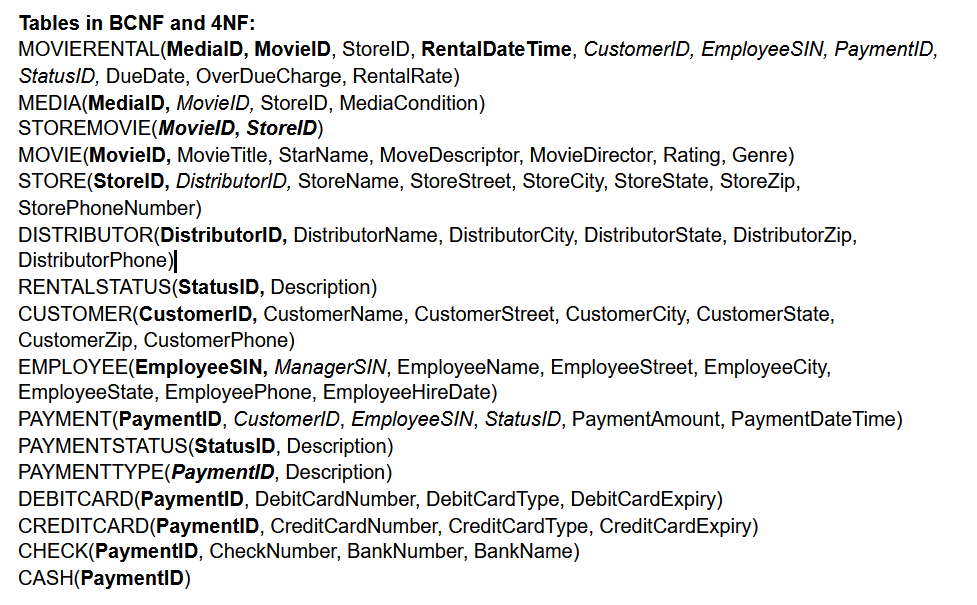 Tables in BCNF and 4NF:
MOVIERENTAL(MediaID, MovieID, StoreID, RentalDateTime, CustomerID, EmployeeSIN, PaymentID,
StatusID, DueDate, OverDueCharge, RentalRate)
MEDIA(MediaID, MovieID, StoreID, MediaCondition)
STOREMOVIE(MovieID, StoreID)
MOVIE(MovieID, MovieTitle, StarName, MoveDescriptor, MovieDirector, Rating, Genre)
STORE(StoreID, DistributorID, StoreName, StoreStreet, StoreCity, StoreState, StoreZip,
StorePhoneNumber)
DISTRIBUTOR(DistributorID, DistributorName, DistributorCity, DistributorState, DistributorZip,
DistributorPhone)
RENTALSTATUS(StatusID, Description)
CUSTOMER(CustomerID, CustomerName, CustomerStreet, CustomerCity, CustomerState,
CustomerZip, CustomerPhone)
EMPLOYEE(EmployeeSIN, ManagerSIN, EmployeeName, EmployeeStreet, EmployeeCity,
EmployeeState, EmployeePhone, EmployeeHireDate)
PAYMENT(PaymentID, CustomerID, EmployeeSIN, StatusID, PaymentAmount, PaymentDateTime)
PAYMENTSTATUS(StatusID, Description)
PAYMENTTYPE(PaymentID, Description)
DEBITCARD(PaymentID, DebitCardNumber, DebitCardType, DebitCardExpiry)
CREDITCARD(PaymentID, CreditCardNumber, CreditCardType, CreditCardExpiry)
CHECK(PaymentID, CheckNumber, BankNumber, BankName)
CASH(PaymentID)